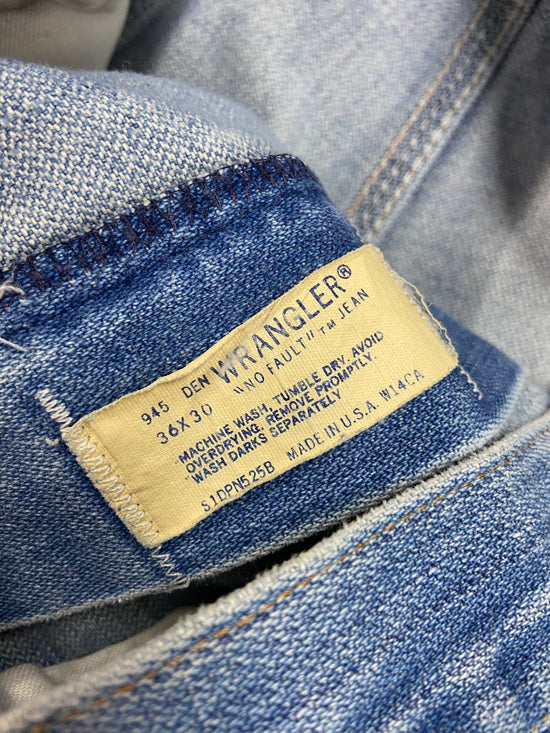 945 DEN WRANGLER®
36X30 "NO FAULT"™ JEAN
MACHINE WASH. TUMBLE DRY. AVOID
OVERDRYING. REMOVE PROMPTLY.
WASH DARKS SEPARATELY
S1DPN525B MADE IN U.S.A. W14CA